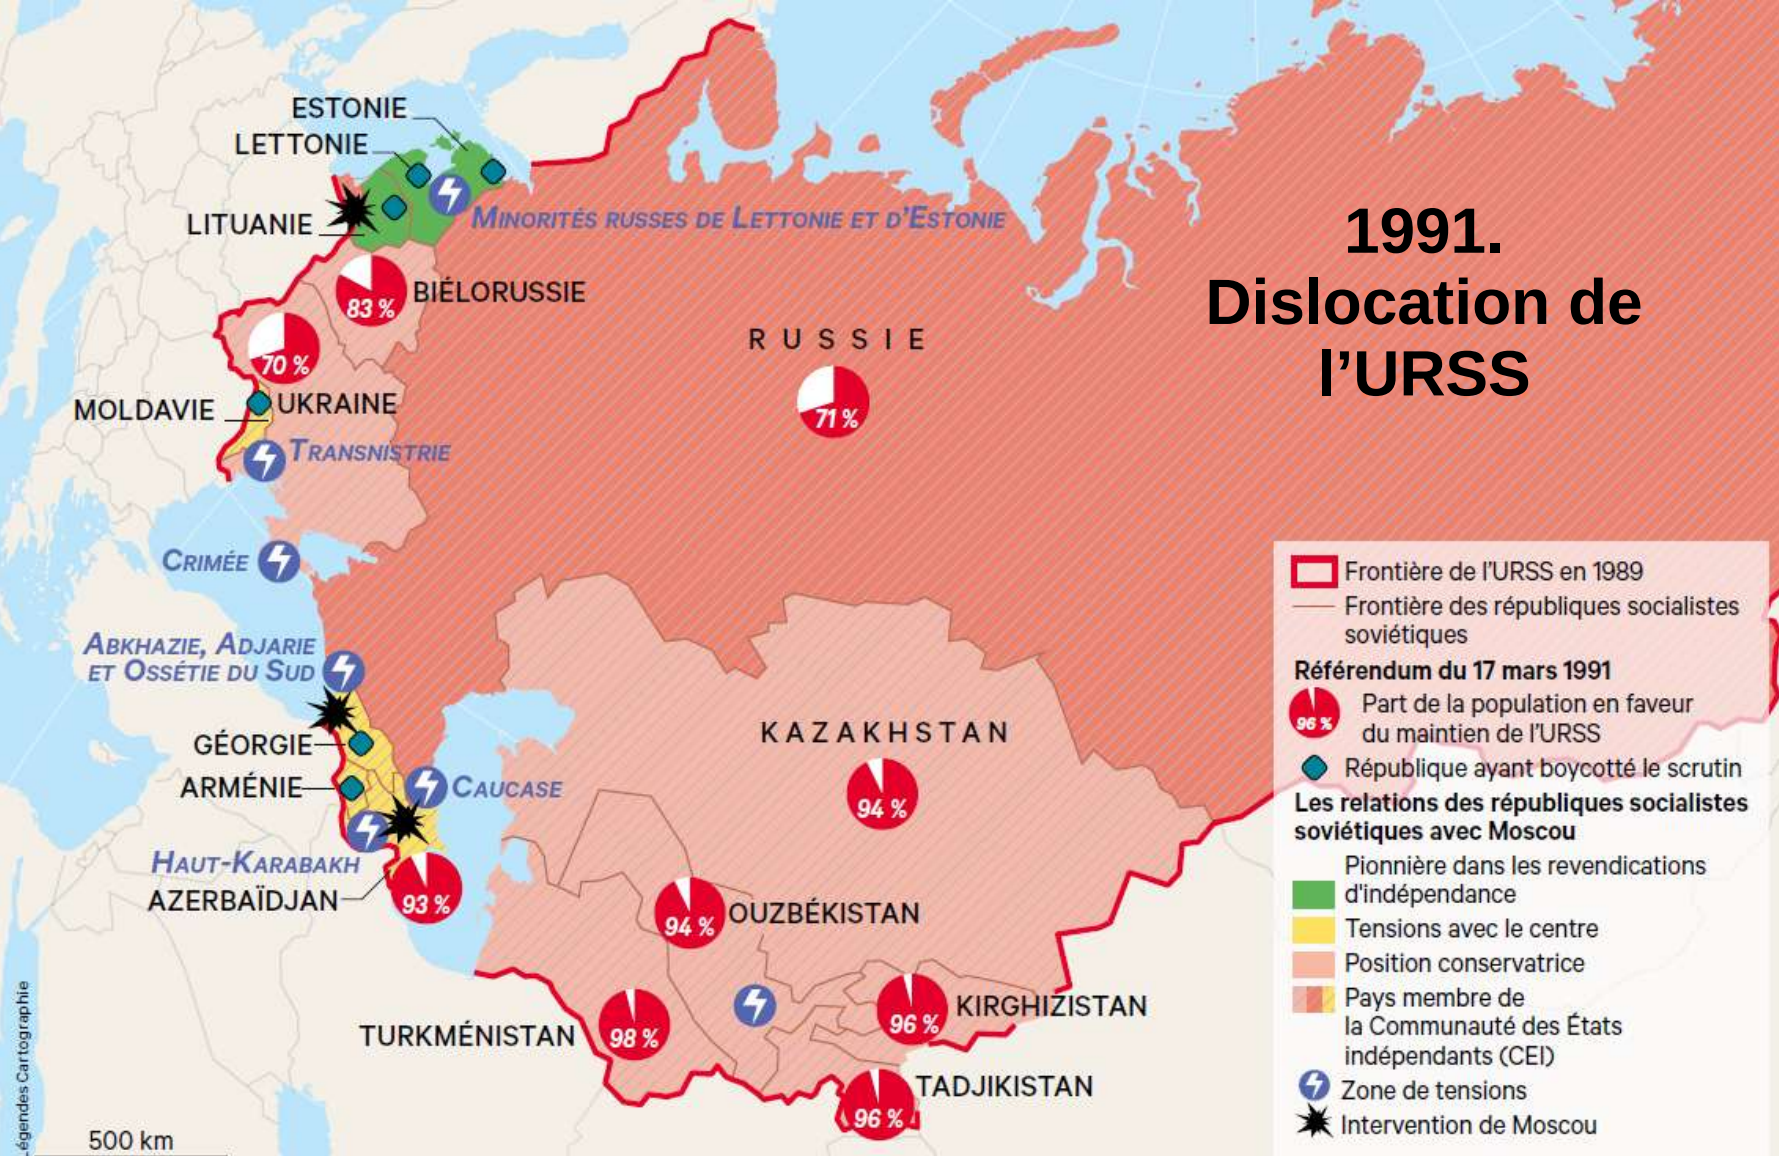 ESTONIE
LETTONIE
LITUANIE
MINORITÉS RUSSES DE LETTONIE ET D'ESTONIE
83 %
BIÉLORUSSIE
70 %
MOLDAVIE
UKRAINE
TRANSNISTRIE
CRIMÉE
RUSSIE
71 %
1991.
Dislocation de
l’URSS
ABKHAZIE, ADJARIE
ET OSSÉTIE DU SUD
GÉORGIE
ARMÉNIE
CAUCASE
HAUT-KARABAKH
AZERBAÏDJAN
93 %
KAZAKHSTAN
94 %
94 %
OUZBÉKISTAN
TURKMÉNISTAN
98 %
96 %
KIRGHIZISTAN
96 %
TADJIKISTAN
Frontière de l'URSS en 1989
Frontière des républiques socialistes
soviétiques
Référendum du 17 mars 1991
96 %
Part de la population en faveur
du maintien de l'URSS
République ayant boycotté le scrutin
Les relations des républiques socialistes
soviétiques avec Moscou
Pionnière dans les revendications
d'indépendance
Tensions avec le centre
Position conservatrice
Pays membre de
la Communauté des États
indépendants (CEI)
Zone de tensions
Intervention de Moscou
500 km
Légendes Cartographie